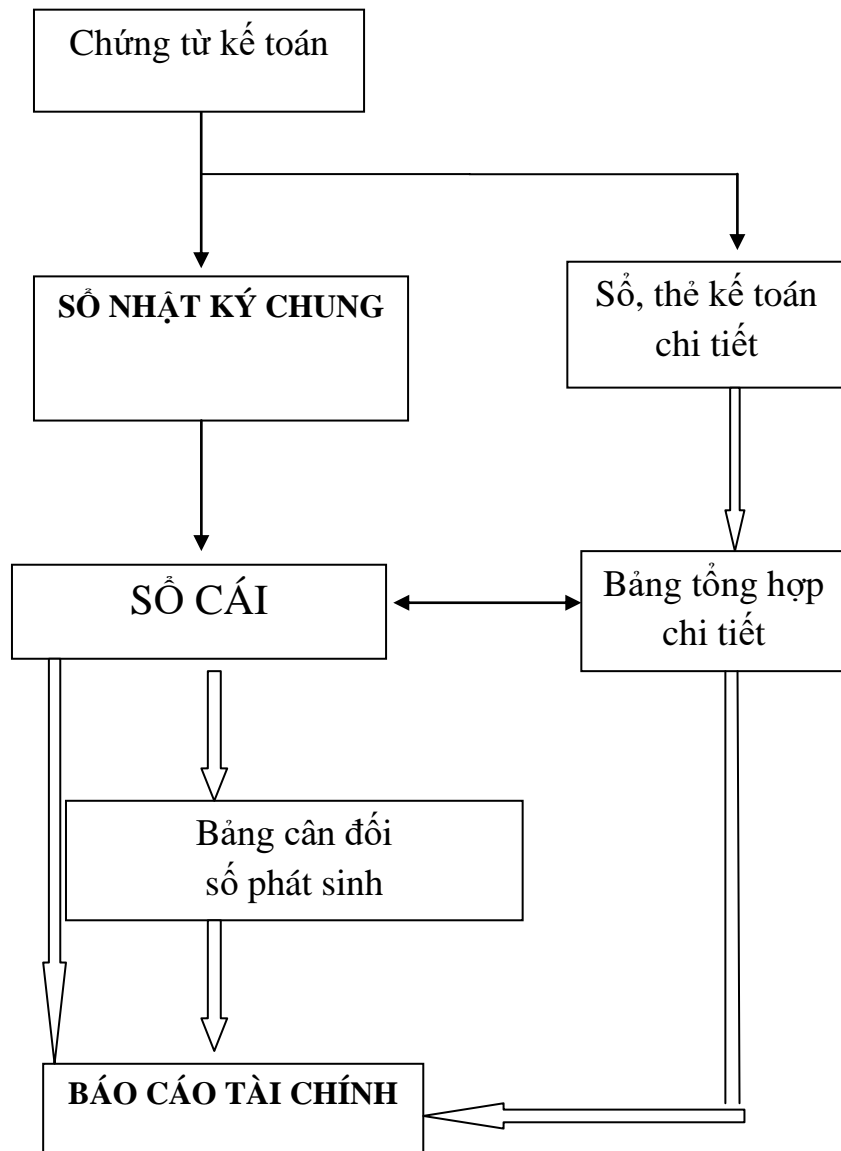 Chứng từ kế toán
SỔ NHẬT KÝ CHUNG
Sổ, thẻ kế toán
chi tiết
SỔ CÁI
Bảng tổng hợp
chi tiết
Bảng cân đối
số phát sinh
BÁO CÁO TÀI CHÍNH